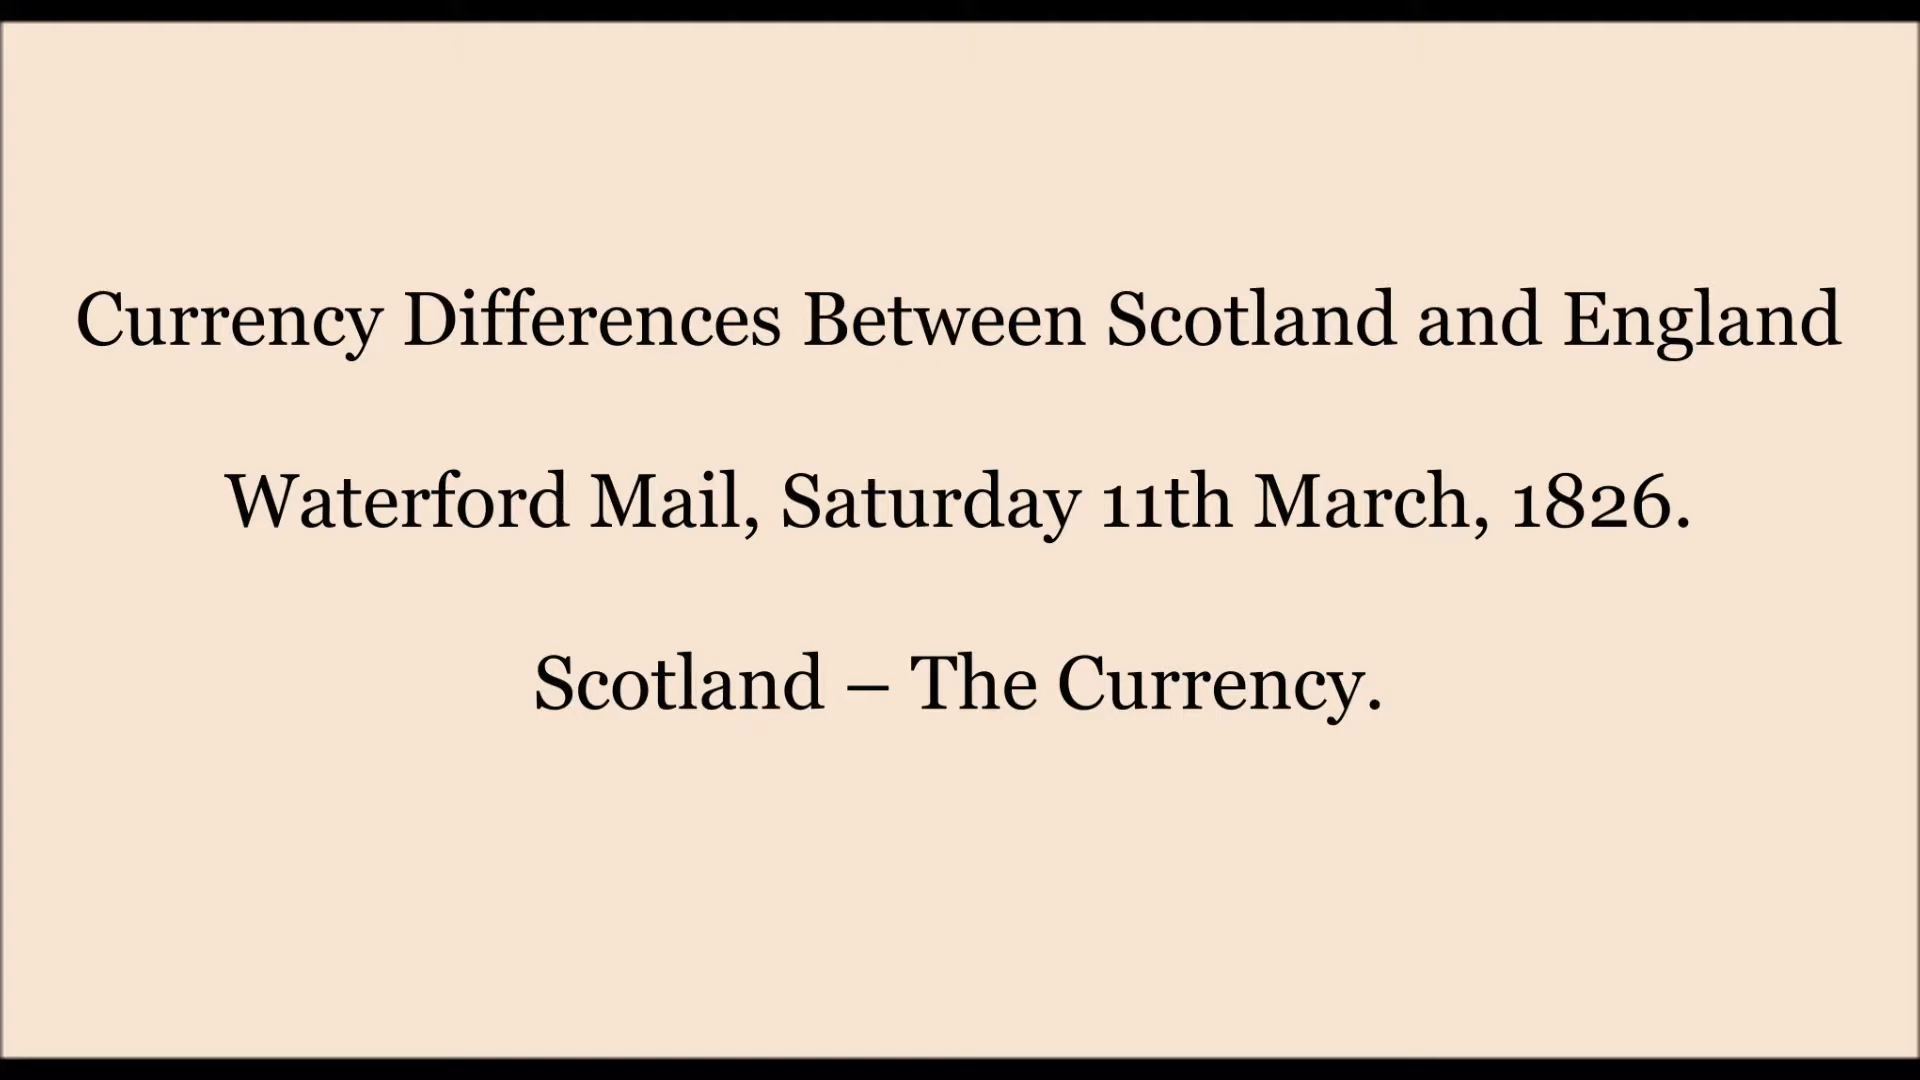 Currency Differences Between Scotland and England
Waterford Mail, Saturday 11th March, 1826.
Scotland – The Currency.